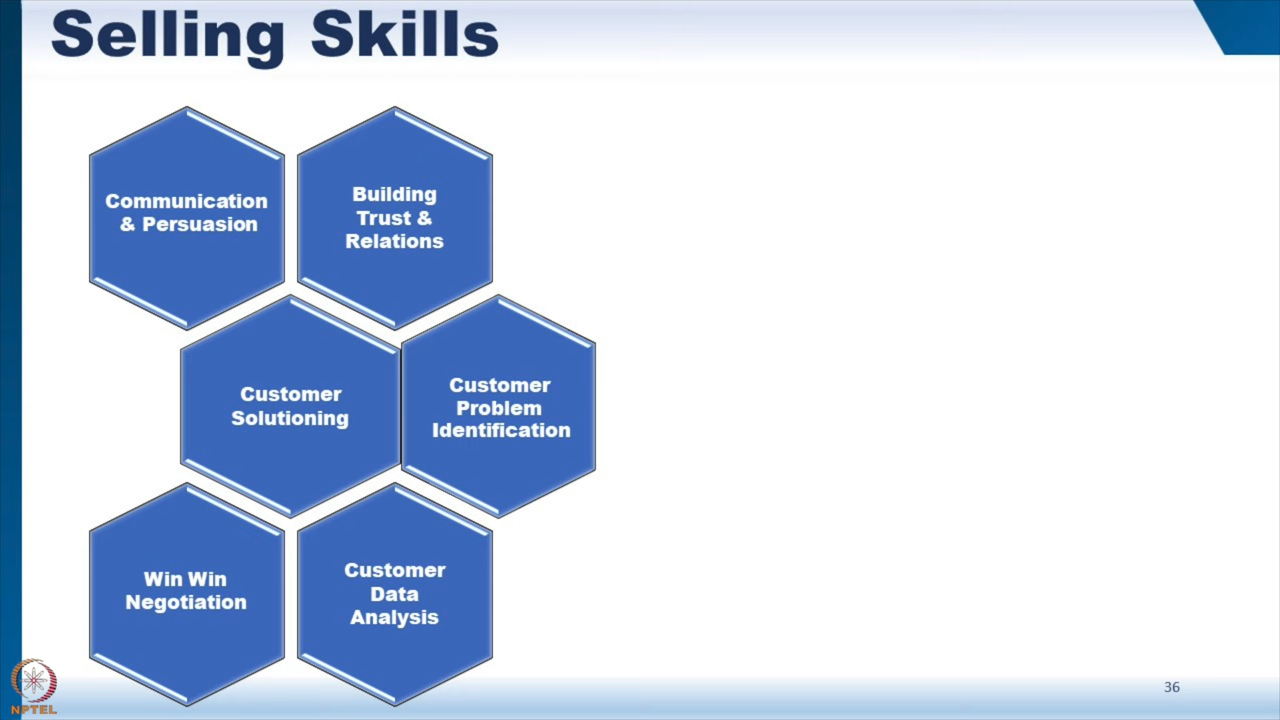 Selling Skills
Communication
& Persuasion
Building
Trust &
Relations
Customer
Solutioning
Customer
Problem
Identification
Win Win
Negotiation
Customer
Data
Analysis
NPTEL
36